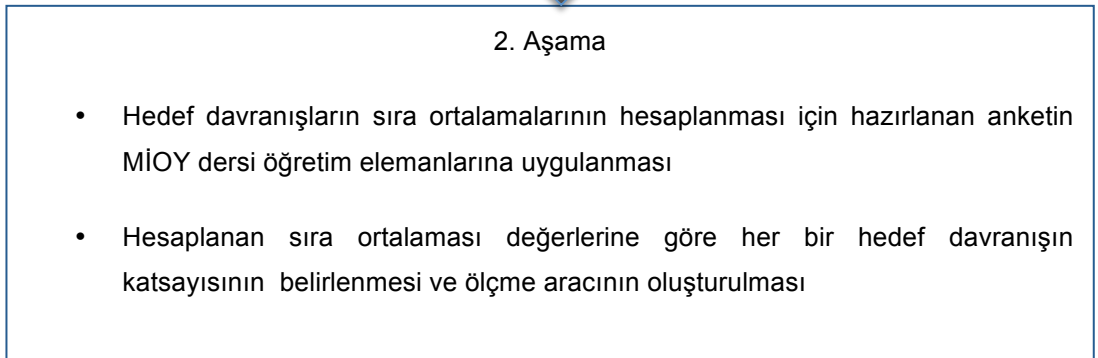 2. Aşama
• Hedef davranışların sıra ortalamalarının hesaplanması için hazırlanan anketin
MİOY dersi öğretim elemanlarına uygulanması
• Hesaplanan sıra ortalaması değerlerine göre her bir hedef davranışın
katsayısının belirlenmesi ve ölçme aracının oluşturulması